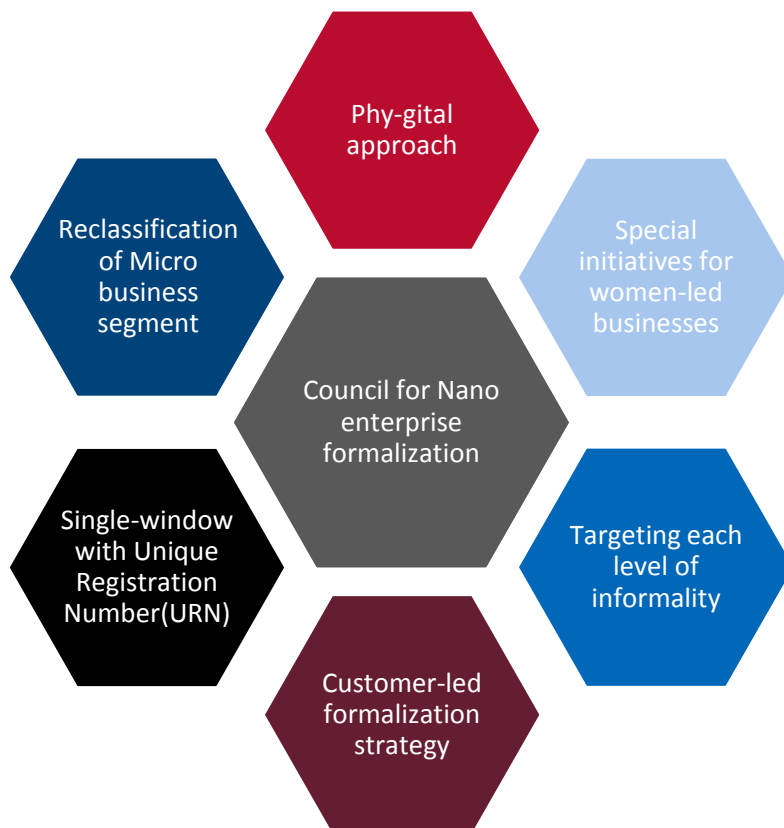 Phy-gital
approach
Reclassification
of Micro
business
segment
Special
initiatives for
women-led
businesses
Council for Nano
enterprise
formalization
Single-window
with Unique
Registration
Number(URN)
Targeting each
level of
informality
Customer-led
formalization
strategy